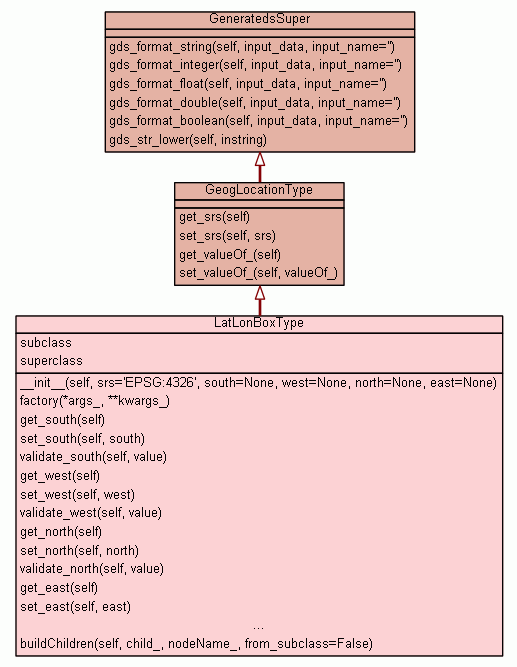 GeneratedsSuper
gds_format_string(self, input_data, input_name='')
gds_format_integer(self, input_data, input_name='')
gds_format_float(self, input_data, input_name='')
gds_format_double(self, input_data, input_name='')
gds_format_boolean(self, input_data, input_name='')
gds_str_lower(self, instring)
GeogLocationType
get_srs(self)
set_srs(self, srs)
get_valueOf_(self)
set_valueOf_(self, valueOf_)
LatLonBoxType
subclass
superclass
__init__(self, srs='EPSG:4326', south=None, west=None, north=None, east=None)
factory(*args_, **kwargs_)
get_south(self)
set_south(self, south)
validate_south(self, value)
get_west(self)
set_west(self, west)
validate_west(self, value)
get_north(self)
set_north(self, north)
validate_north(self, value)
get_east(self)
set_east(self, east)
...
buildChildren(self, child_, nodeName_, from_subclass=False)